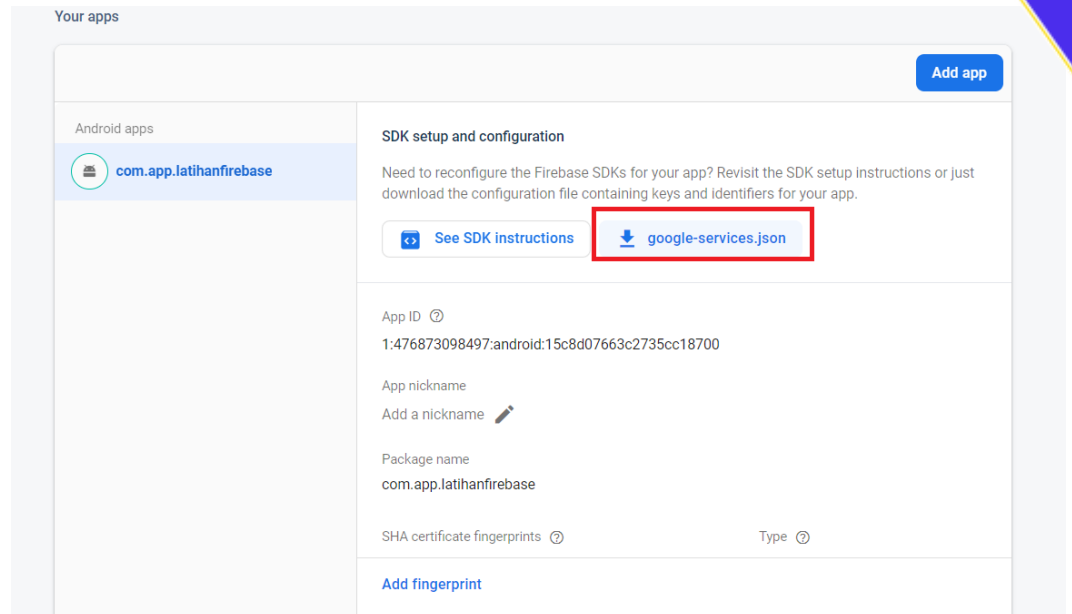 Your apps
Add app
Android apps
com.app.latihanfirebase
SDK setup and configuration
Need to reconfigure the Firebase SDKs for your app? Revisit the SDK setup instructions or just
download the configuration file containing keys and identifiers for your app.
See SDK instructions
google-services.json
App ID
1:476873098497:android:15c8d07663c2735cc18700
App nickname
Add a nickname
Package name
com.app.latihanfirebase
SHA certificate fingerprints Type
Add fingerprint